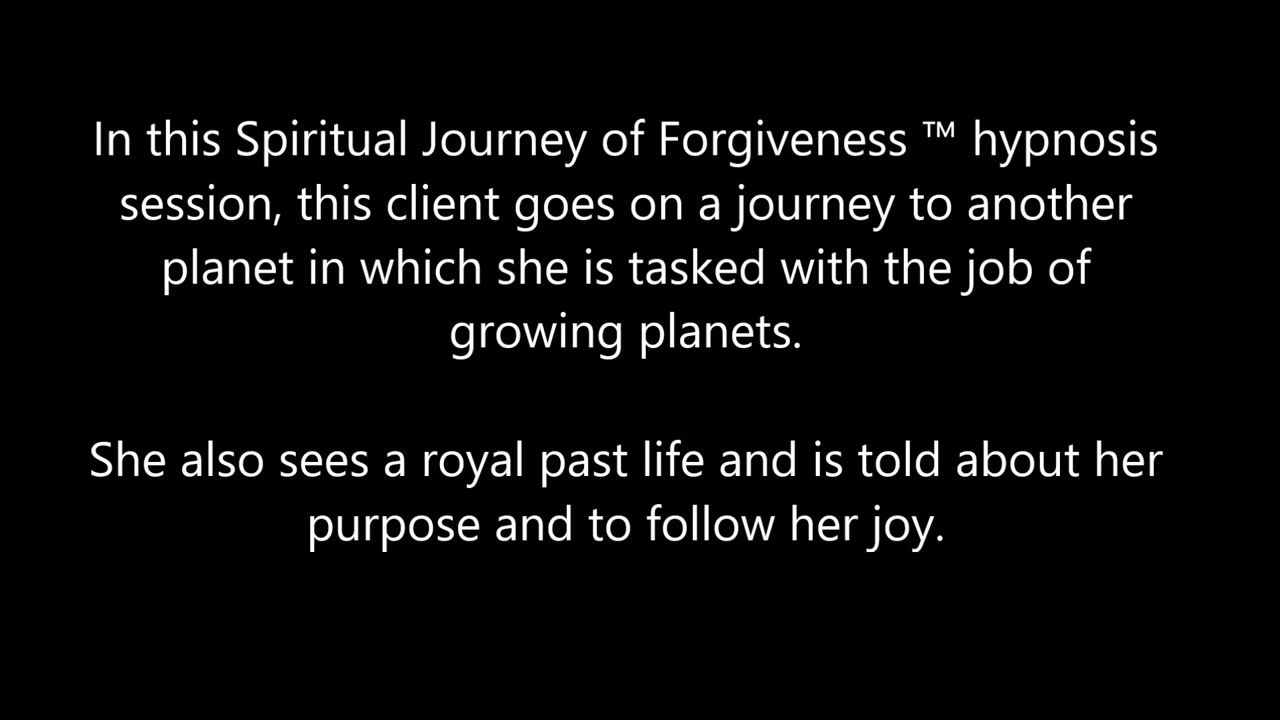 In this Spiritual Journey of Forgiveness ™ hypnosis
session, this client goes on a journey to another
planet in which she is tasked with the job of
growing planets.
She also sees a royal past life and is told about her
purpose and to follow her joy.